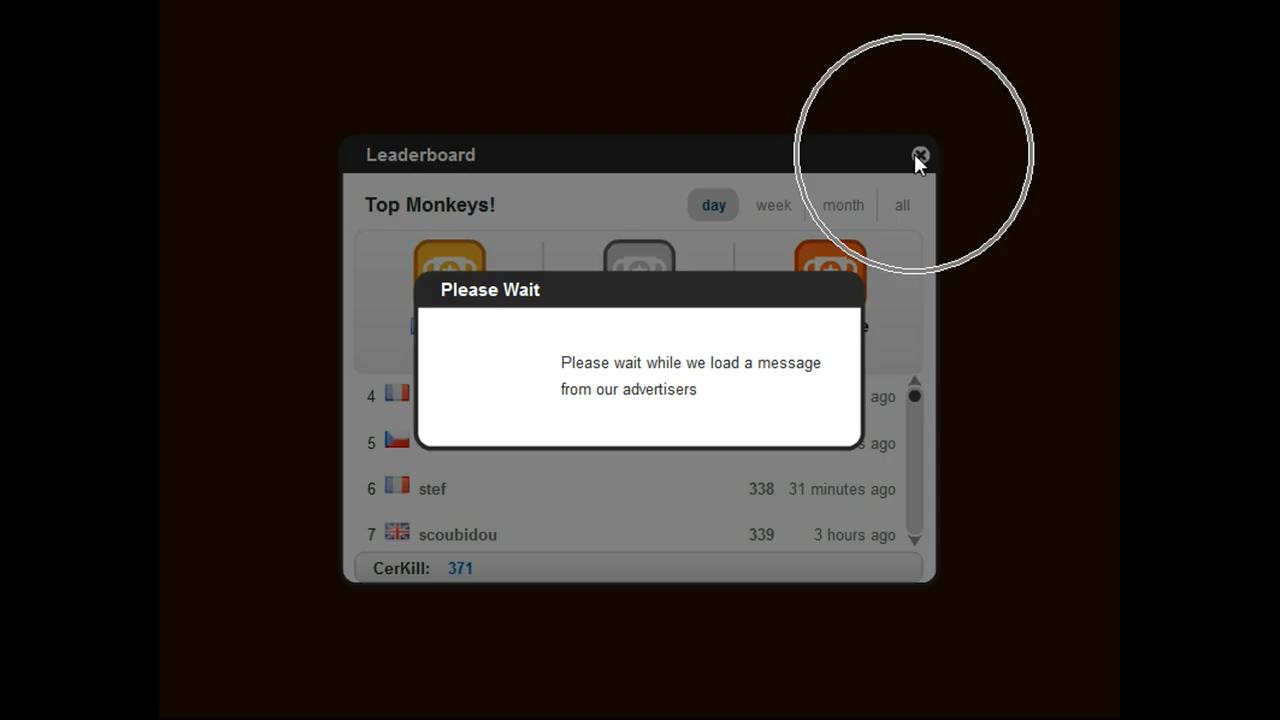 Leaderboard
Top Monkeys!
day
week
month
all
Please Wait
Please wait while we load a message
from our advertisers
4 ago
5 ago
6 stef 338 31 minutes ago
7 scoubidou 339 3 hours ago
CerKill: 371